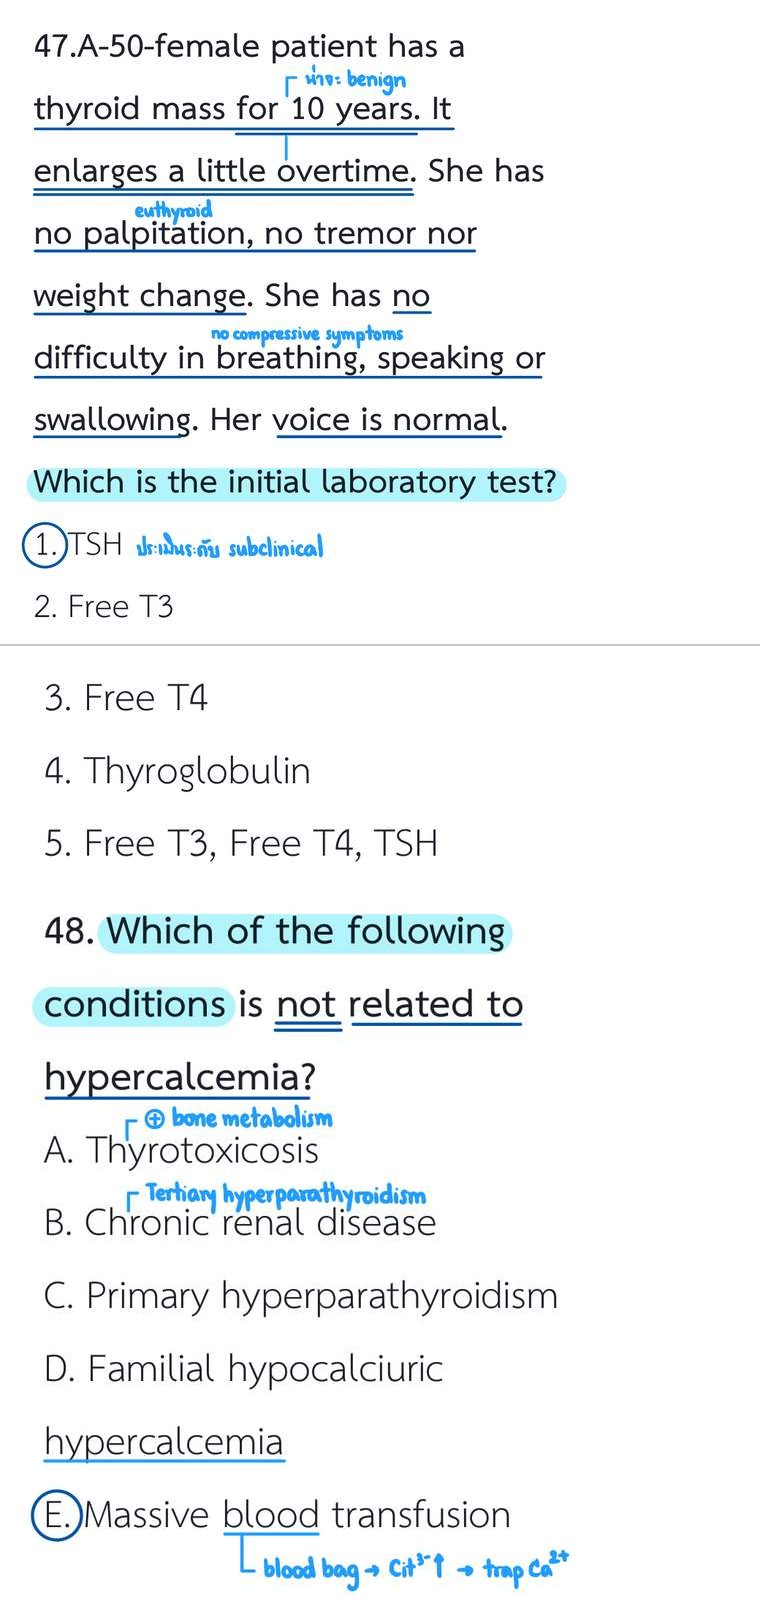 47.A-50-female patient has a
น่าจะ benign
thyroid mass for 10 years. It
enlarges a little overtime. She has
euthyroid
no palpitation, no tremor nor
weight change. She has no
no compressive symptoms
difficulty in breathing, speaking or
swallowing. Her voice is normal.
Which is the initial laboratory test?
1. TSH ประเมินระดับ subclinical
2. Free T3
3. Free T4
4. Thyroglobulin
5. Free T3, Free T4, TSH
48. Which of the following
conditions is not related to
hypercalcemia?
⊕ bone metabolism
A. Thyrotoxicosis
Tertiary hyperparathyroidism
B. Chronic renal disease
C. Primary hyperparathyroidism
D. Familial hypocalciuric
hypercalcemia
E. Massive blood transfusion
blood bag → Cit³⁻↑ → trap Ca²⁺